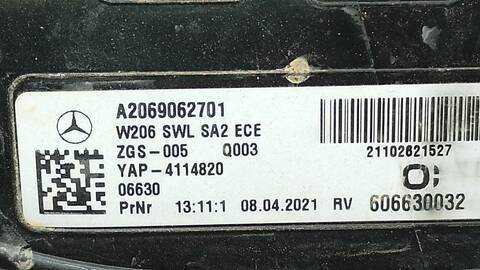 A2069062701
W206 SWL SA2 ECE
ZGS-005 Q003
YAP-4114820
06630
PrNr 13:11:1 08.04.2021 RV
21102621527
O;
606630032